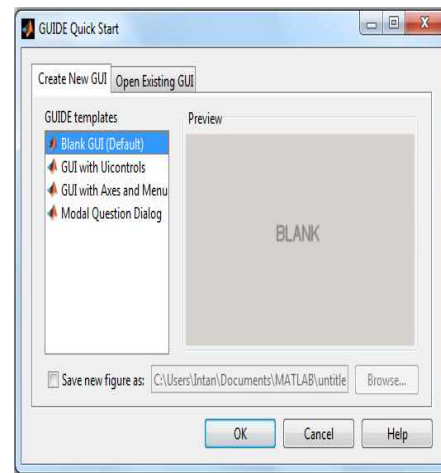 GUIDE Quick Start
Create New GUI
Open Existing GUI
GUIDE templates
Blank GUI (Default)
GUI with Uicontrols
GUI with Axes and Menu
Modal Question Dialog
Preview
BLANK
Save new figure as:
C:\Users\Intan\Documents\MATLAB\untitle
Browse...
OK
Cancel
Help